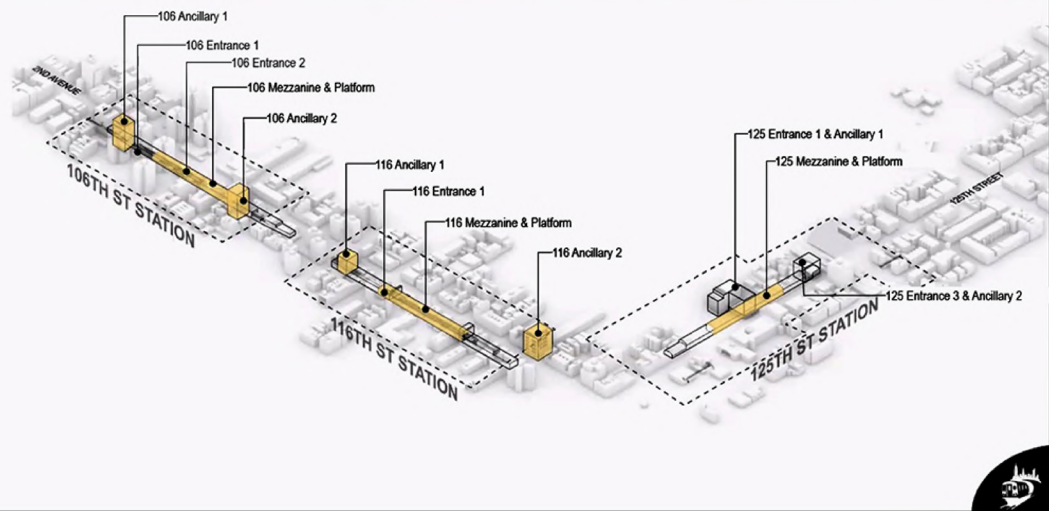 106 Ancillary 1
106 Entrance 1
106 Entrance 2
2ND AVENUE
106 Mezzanine & Platform
106 Ancillary 2
125 Entrance 1 & Ancillary 1
116 Ancillary 1
125 Mezzanine & Platform
106TH ST STATION
116 Entrance 1
125TH STREET
116 Mezzanine & Platform
116 Ancillary 2
125 Entrance 3 & Ancillary 2
116TH ST STATION
125TH ST STATION